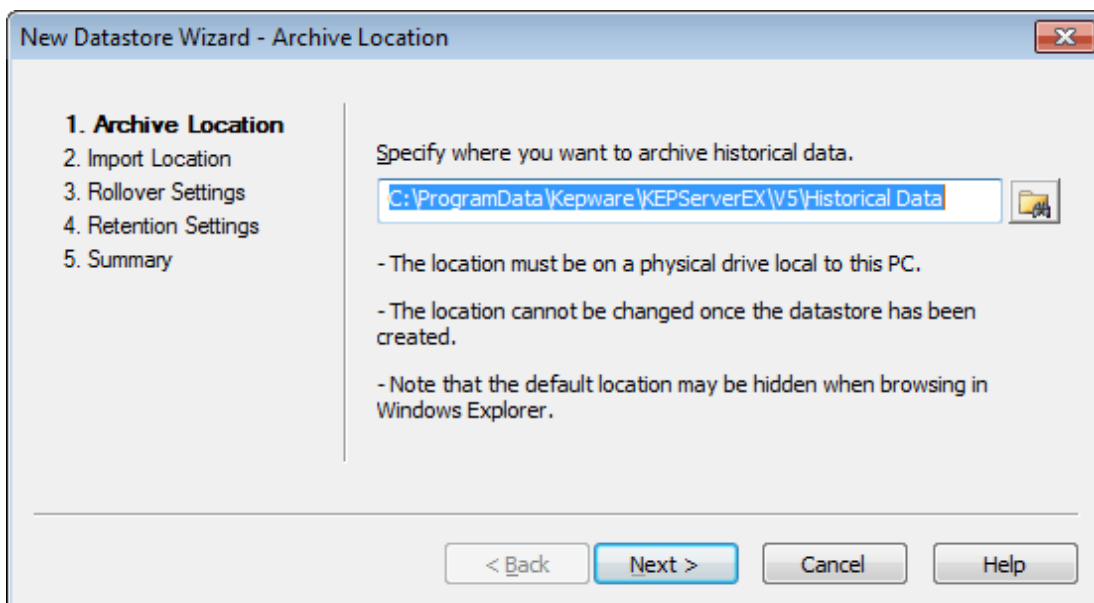 New Datastore Wizard - Archive Location
1. Archive Location
2. Import Location
3. Rollover Settings
4. Retention Settings
5. Summary
Specify where you want to archive historical data.
C:\ProgramData\Kepware\KEPServerEX\V5\Historical Data
- The location must be on a physical drive local to this PC.
- The location cannot be changed once the datastore has been
created.
- Note that the default location may be hidden when browsing in
Windows Explorer.
< Back
Next >
Cancel
Help